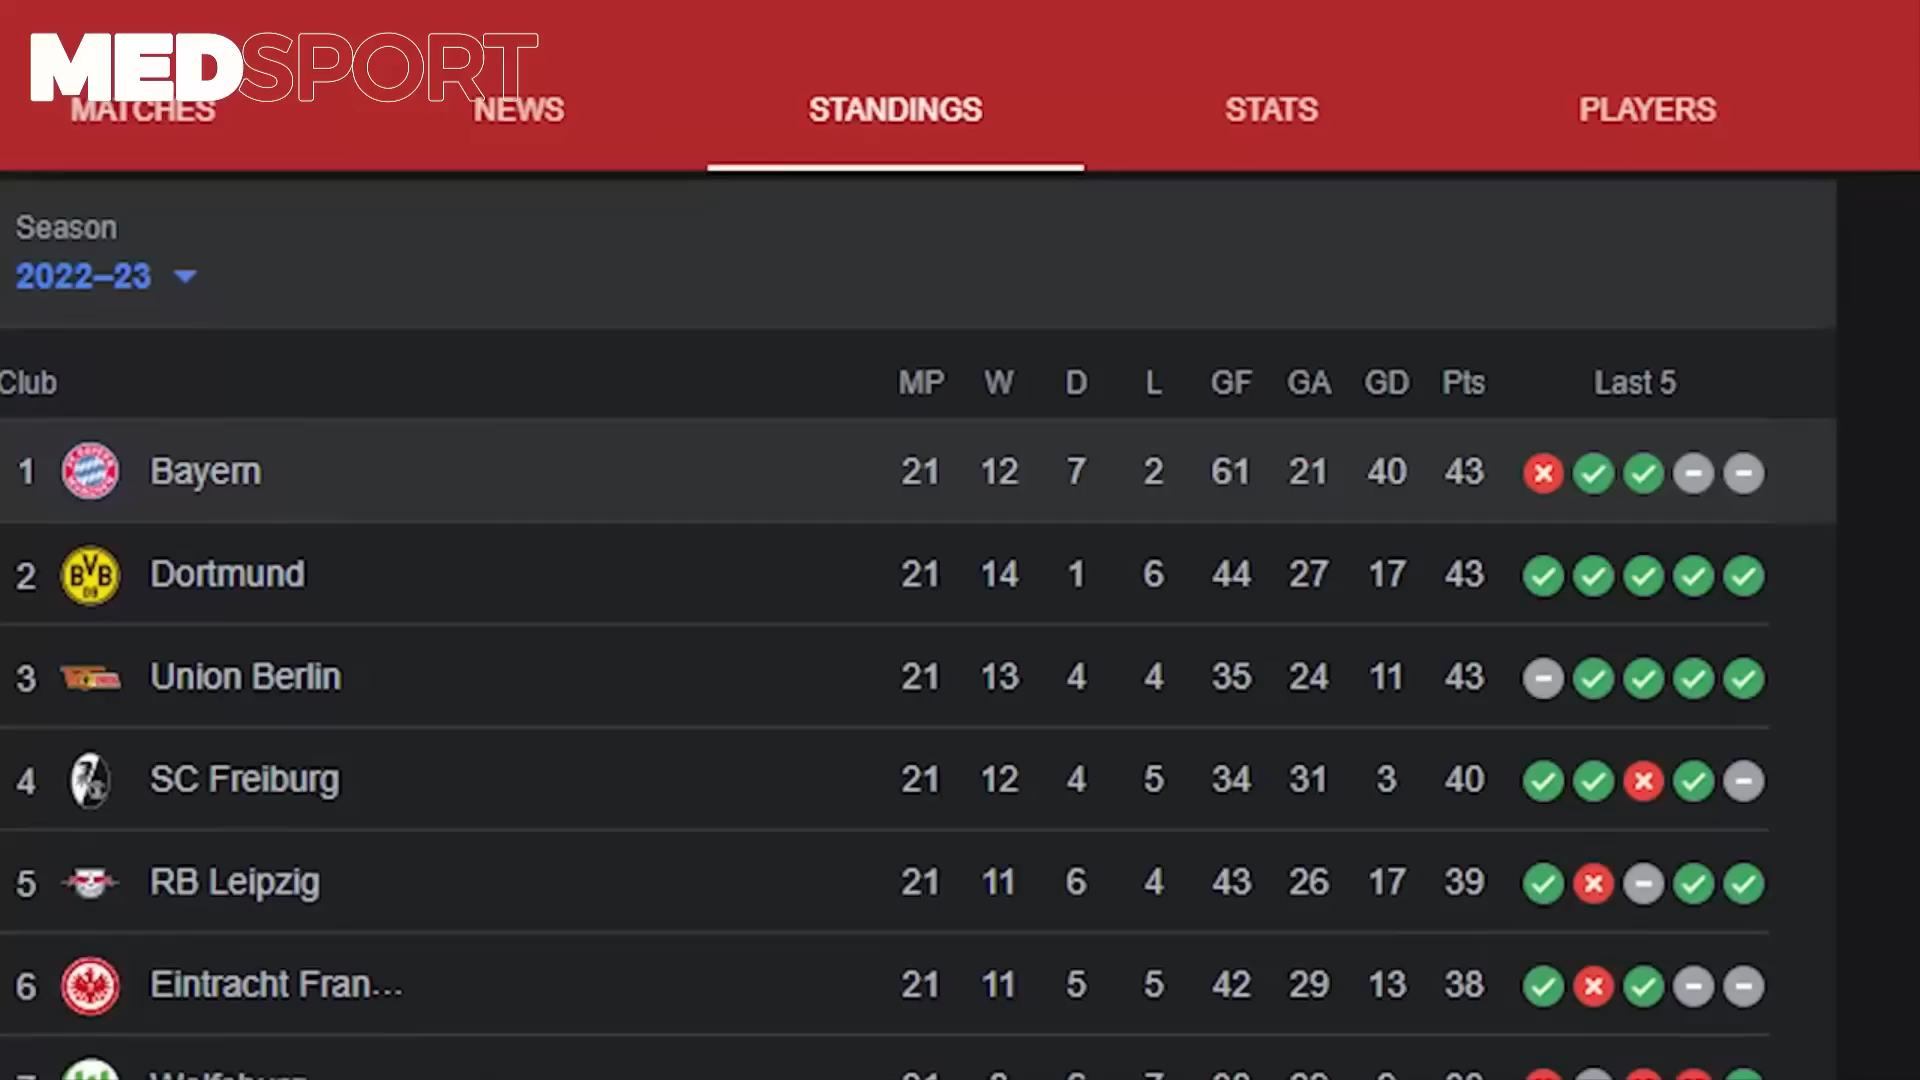 MEDSPORT
MATCHES NEWS STANDINGS STATS PLAYERS
Season
2022–23
Club MP W D L GF GA GD Pts Last 5
1 Bayern 21 12 7 2 61 21 40 43
2 BVB 09 Dortmund 21 14 1 6 44 27 17 43
3 Union Berlin 21 13 4 4 35 24 11 43
4 SC Freiburg 21 12 4 5 34 31 3 40
5 RB Leipzig 21 11 6 4 43 26 17 39
6 Eintracht Fran... 21 11 5 5 42 29 13 38